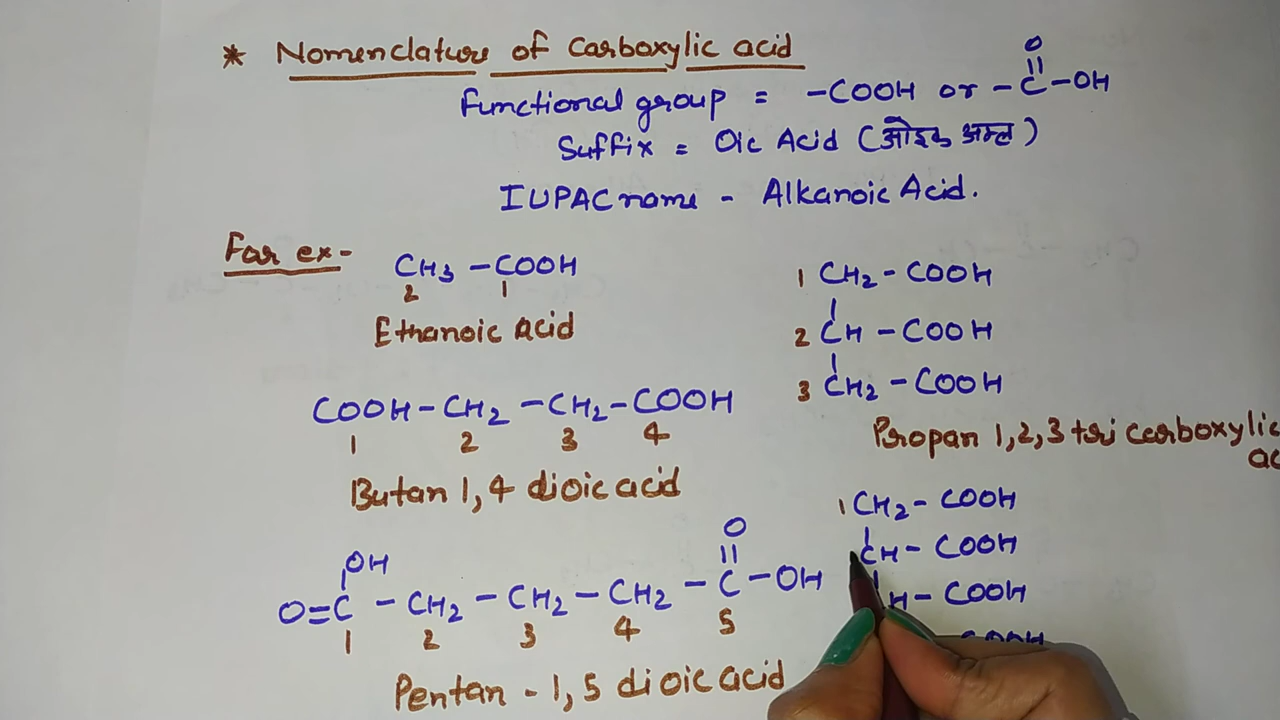 * Nomenclature of Carboxylic acid
Functional group = -COOH or -C-OH
O
||
Suffix = Oic Acid (ओइक अम्ल)
IUPAC name - Alkanoic Acid.
For ex-
CH3 - COOH
2 1
Ethanoic Acid
COOH - CH2 - CH2 - COOH
1 2 3 4
Butan 1,4 dioic acid
OH
O
||
O=C - CH2 - CH2 - CH2 - C - OH
1 2 3 4 5
Pentan - 1,5 dioic acid
1 CH2 - COOH
2 CH - COOH
3 CH2 - COOH
Propan 1,2,3 tri carboxylic
ac
1 CH2 - COOH
CH - COOH
H - COOH
COOH